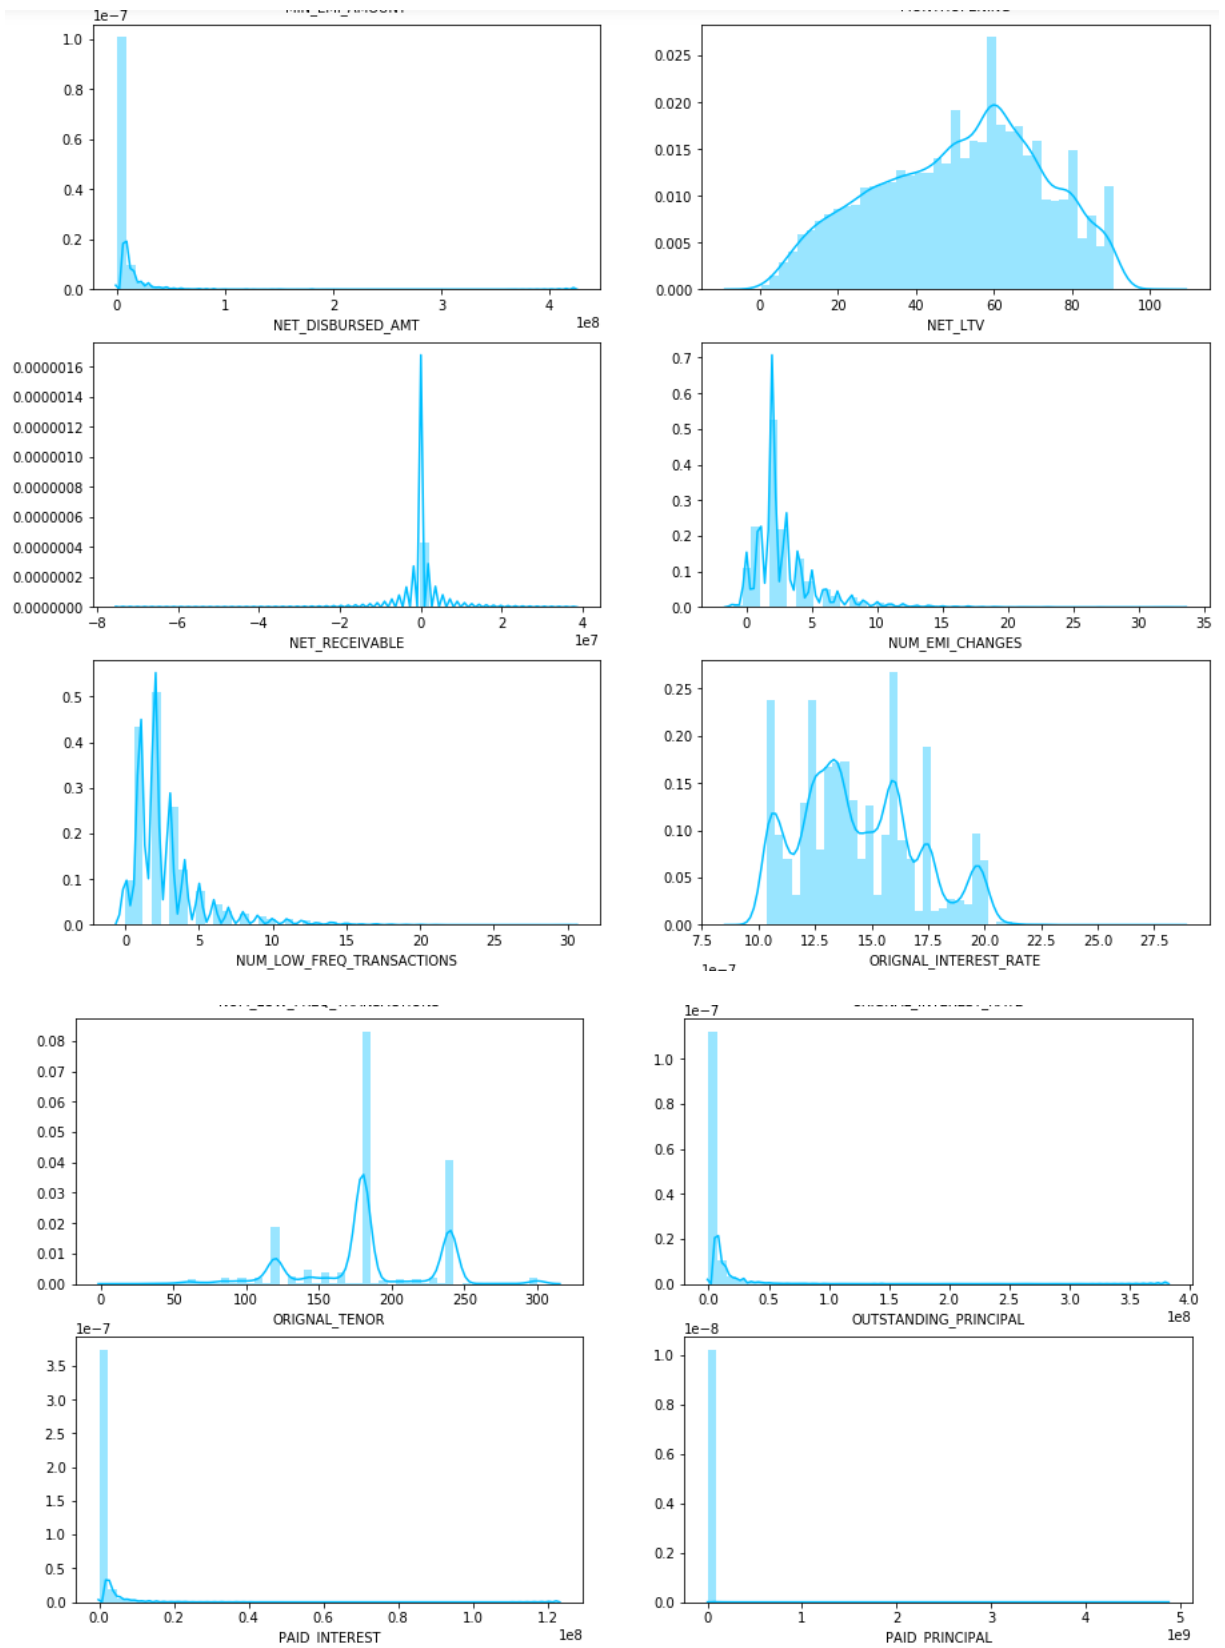 MIN_EMI_AMOUNT
1e-7
1.0
0.8
0.6
0.4
0.2
0.0
0 1 2 3 4
1e8
NET_DISBURSED_AMT
0.025
0.020
0.015
0.010
0.005
0.000
0 20 40 60 80 100
NET_LTV
0.0000016
0.0000014
0.0000012
0.0000010
0.0000008
0.0000006
0.0000004
0.0000002
0.0000000
−8 −6 −4 −2 0 2 4
1e7
NET_RECEIVABLE
0.7
0.6
0.5
0.4
0.3
0.2
0.1
0.0
0 5 10 15 20 25 30 35
NUM_EMI_CHANGES
0.5
0.4
0.3
0.2
0.1
0.0
0 5 10 15 20 25 30
NUM_LOW_FREQ_TRANSACTIONS
0.25
0.20
0.15
0.10
0.05
0.00
7.5 10.0 12.5 15.0 17.5 20.0 22.5 25.0 27.5
1e-7
ORIGNAL_INTEREST_RATE
NUM_LOW_FREQ_TRANSACTIONS
ORIGNAL_INTEREST_RATE
0.08
0.07
0.06
0.05
0.04
0.03
0.02
0.01
0.00
0 50 100 150 200 250 300
ORIGNAL_TENOR
1e-7
1.0
0.8
0.6
0.4
0.2
0.0
0.0 0.5 1.0 1.5 2.0 2.5 3.0 3.5 4.0
1e8
OUTSTANDING_PRINCIPAL
1e-7
3.5
3.0
2.5
2.0
1.5
1.0
0.5
0.0
0.0 0.2 0.4 0.6 0.8 1.0 1.2
1e8
PAID_INTEREST
1e-8
1.0
0.8
0.6
0.4
0.2
0.0
0 1 2 3 4 5
1e9
PAID_PRINCIPAL